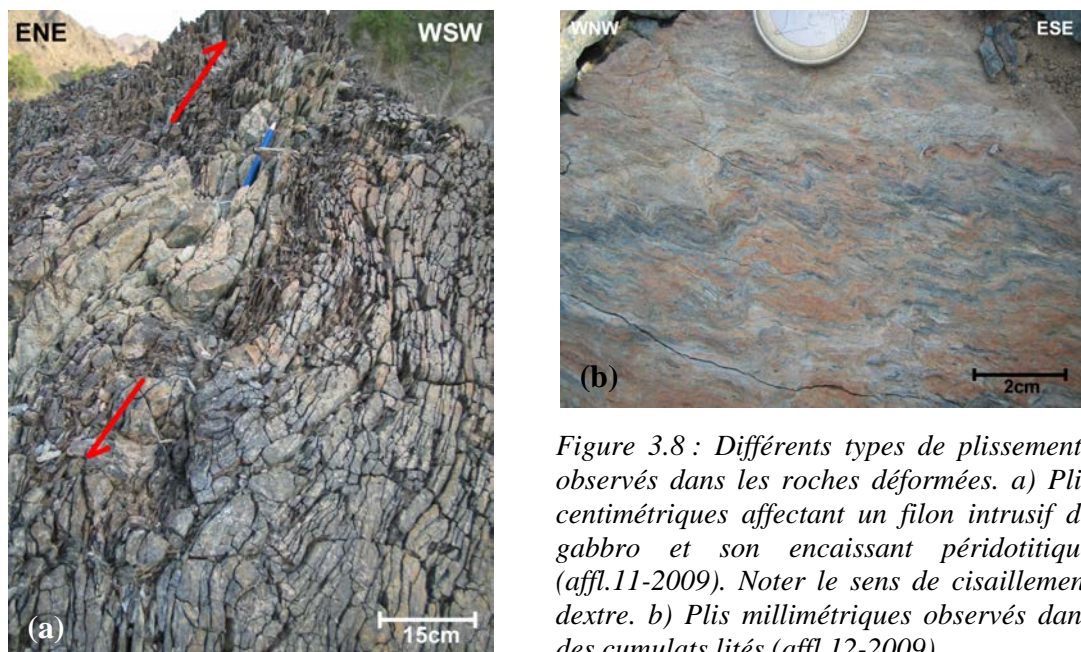 ENE
WSW
(a)
15cm
WNW
ESE
(b)
2cm
Figure 3.8 : Différents types de plissement
observés dans les roches déformées. a) Pli
centimétriques affectant un filon intrusif d
gabbro et son encaissant péridotitiqu
(affl.11-2009). Noter le sens de cisaillemen
dextre. b) Plis millimétriques observés dan
des cumulats lités (affl.12-2009)